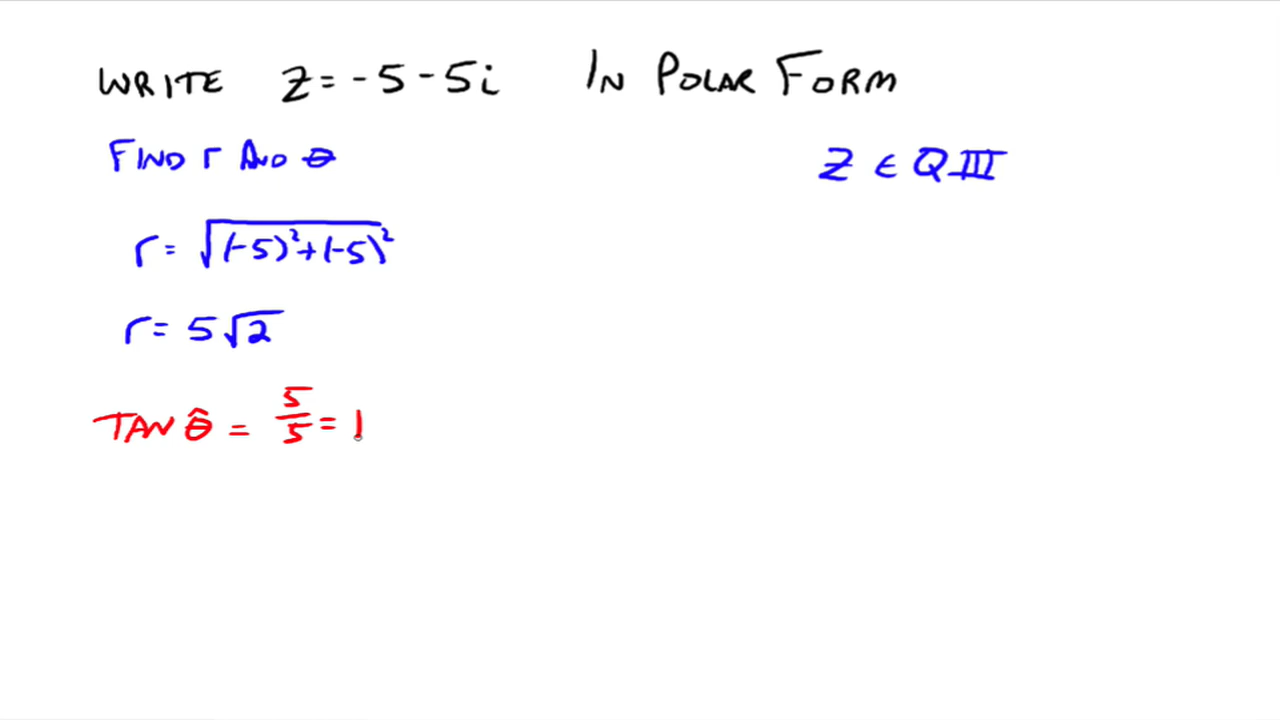 WRITE z = -5 - 5i IN POLAR FORM
FIND r AND θ
z ∈ QIII
r = √((-5)²+(-5)²)
r = 5√2
TAN θ̂ = 5/5 = 1